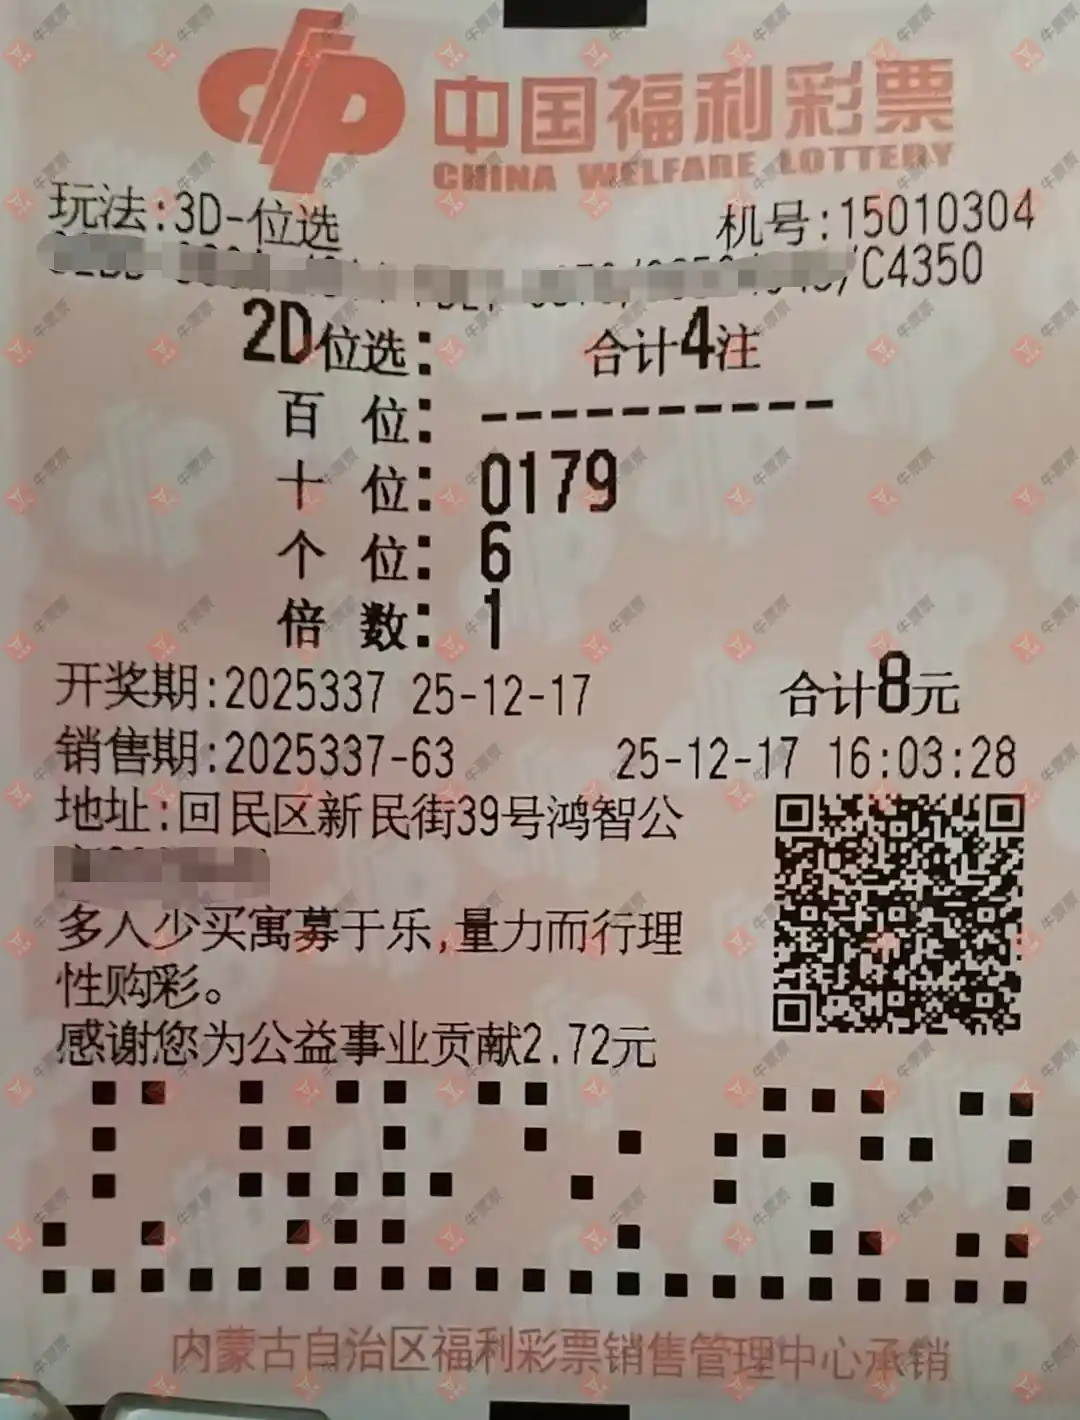 中国福利彩票
CHINA WELFARE LOTTERY
玩法:3D-位选 机号:15010304
/C4350
2D位选: 合计4注
百 位: ----------
十 位: 0179
个 位: 6
倍 数: 1
开奖期:2025337 25-12-17 合计8元
销售期:2025337-63 25-12-17 16:03:28
地址:回民区新民街39号鸿智公
多人少买寓募于乐,量力而行理
性购彩。
感谢您为公益事业贡献2.72元
内蒙古自治区福利彩票销售管理中心承销